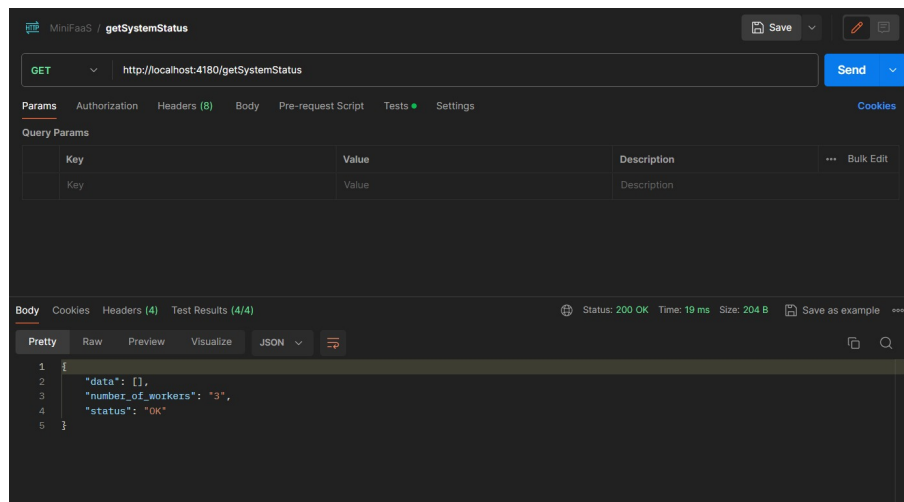 HTTP MiniFaaS / getSystemStatus Save
GET http://localhost:4180/getSystemStatus Send
Params Authorization Headers (8) Body Pre-request Script Tests Settings Cookies
Query Params
Key Value Description ••• Bulk Edit
Key Value Description
Body Cookies Headers (4) Test Results (4/4) Status: 200 OK Time: 19 ms Size: 204 B Save as example •••
Pretty Raw Preview Visualize JSON
1 {
2 "data": [],
3 "number_of_workers": "3",
4 "status": "OK"
5 }